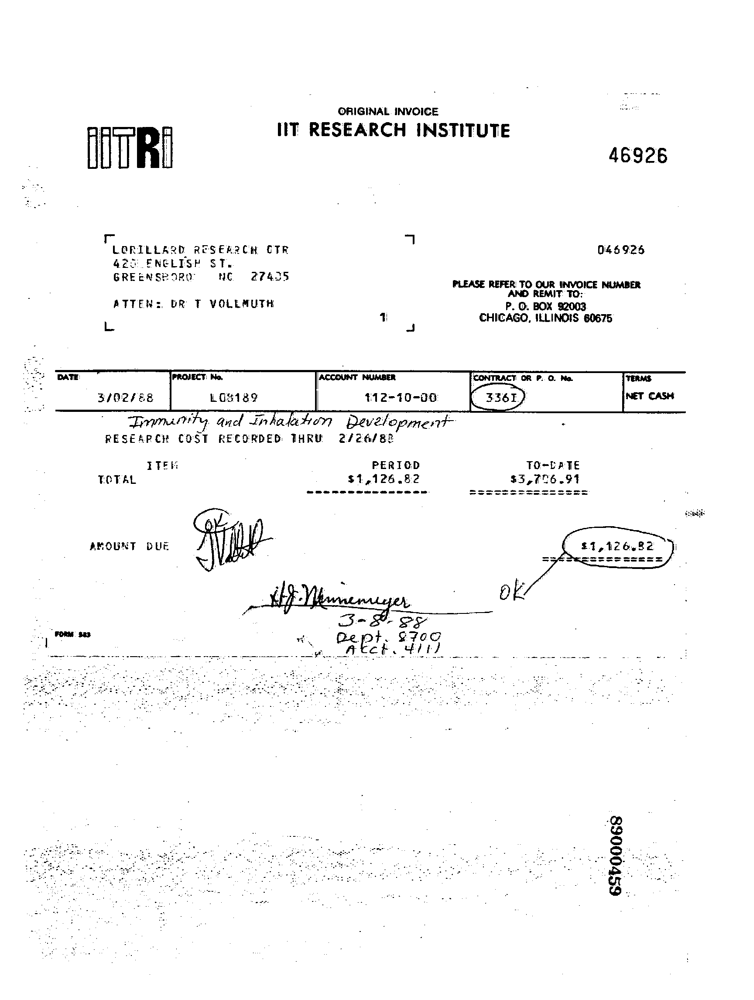 ORIGINAL INVOICE
IITRI
IIT RESEARCH INSTITUTE
46926
LORILLARD RESEARCH CTR
420 ENGLISH ST.
GREENSBORO NC 27405
ATTEN: DR T VOLLMUTH
1
046926
PLEASE REFER TO OUR INVOICE NUMBER
AND REMIT TO:
P. O. BOX 92003
CHICAGO, ILLINOIS 60675
DATE PROJECT No. ACCOUNT NUMBER CONTRACT OR P. O. No. TERMS
3/02/88 L08189 112-10-00 336I NET CASH
Immunity and Inhalation Development
RESEARCH COST RECORDED THRU 2/26/88
ITEM PERIOD TO-DATE
TOTAL $1,126.82 $3,706.91
OK
AMOUNT DUE $1,126.82
OK
H.J. Minnemeyer
3-8-88
Dept. 8700
Acct. 4111
FORM 583
89000459